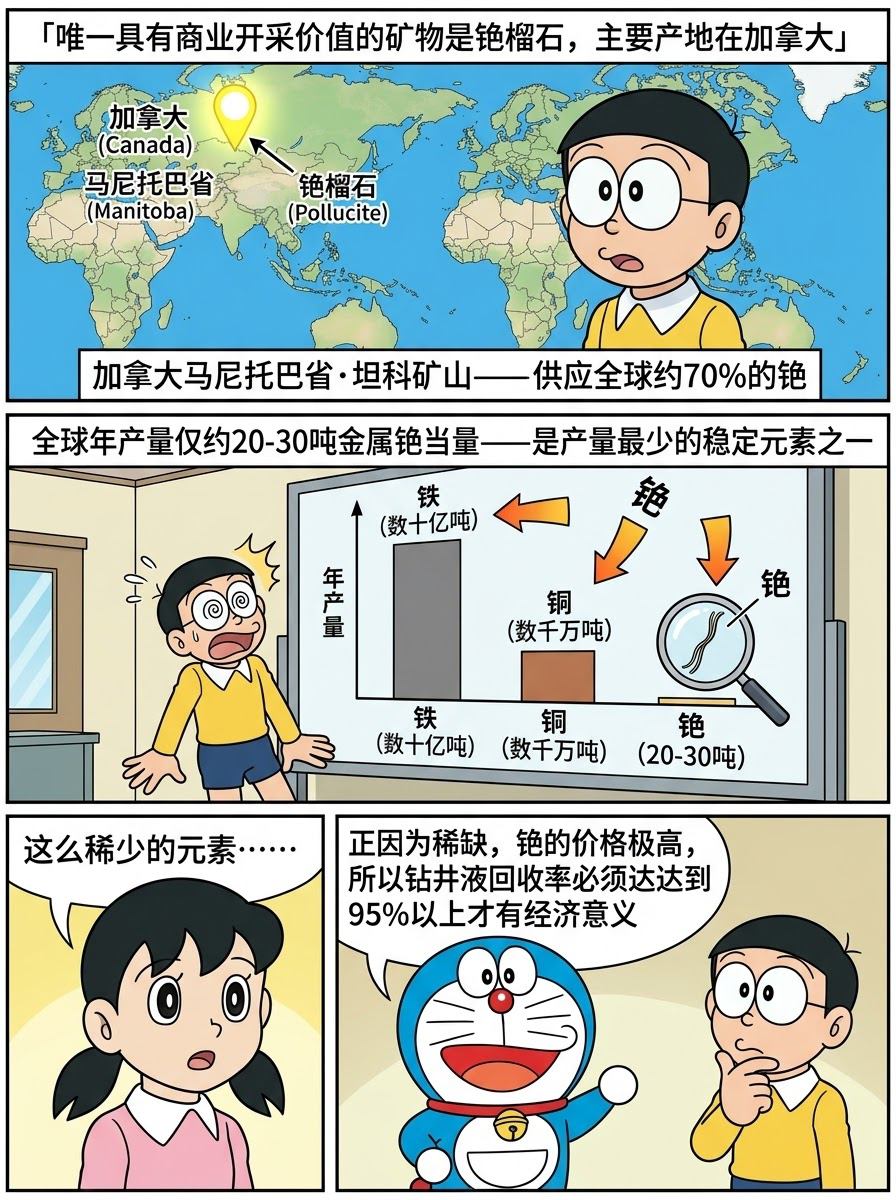 「唯一具有商业开采价值的矿物是铯榴石，主要产地在加拿大」
加拿大
(Canada)
马尼托巴省
(Manitoba)
铯榴石
(Pollucite)
加拿大马尼托巴省·坦科矿山——供应全球约70%的铯
全球年产量仅约20-30吨金属铯当量——是产量最少的稳定元素之一
铁
(数十亿吨)
铯
年产量
铜
(数千万吨)
铯
铁
(数十亿吨)
铜
(数千万吨)
铯
(20-30吨)
这么稀少的元素……
正因为稀缺，铯的价格极高，
所以钻井液回收率必须达达到
95%以上才有经济意义